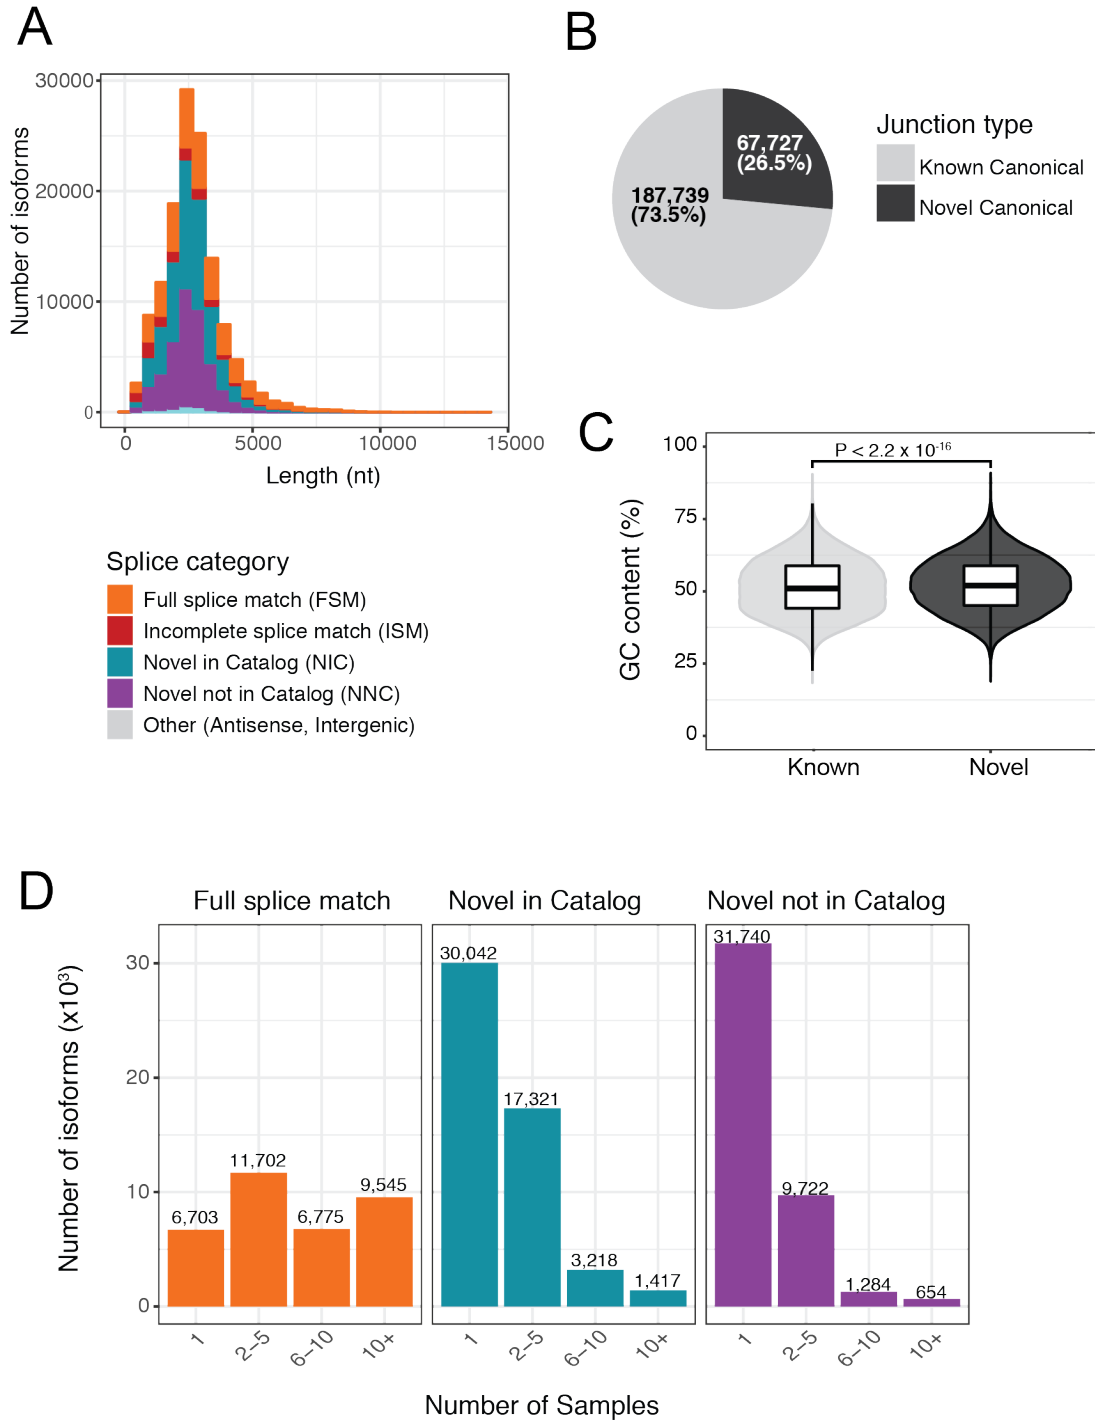 A
30000
20000
10000
0
Number of isoforms
0
5000
10000
15000
Length (nt)
Splice category
Full splice match (FSM)
Incomplete splice match (ISM)
Novel in Catalog (NIC)
Novel not in Catalog (NNC)
Other (Antisense, Intergenic)
B
67,727
(26.5%)
187,739
(73.5%)
Junction type
Known Canonical
Novel Canonical
C
100
75
50
25
0
GC content (%)
P < 2.2 x 10⁻¹⁶
Known
Novel
D
Full splice match
Novel in Catalog
Novel not in Catalog
Number of isoforms (x10³)
30
20
10
0
6,703
11,702
6,775
9,545
30,042
17,321
3,218
1,417
31,740
9,722
1,284
654
1
2–5
6–10
10+
1
2–5
6–10
10+
1
2–5
6–10
10+
Number of Samples